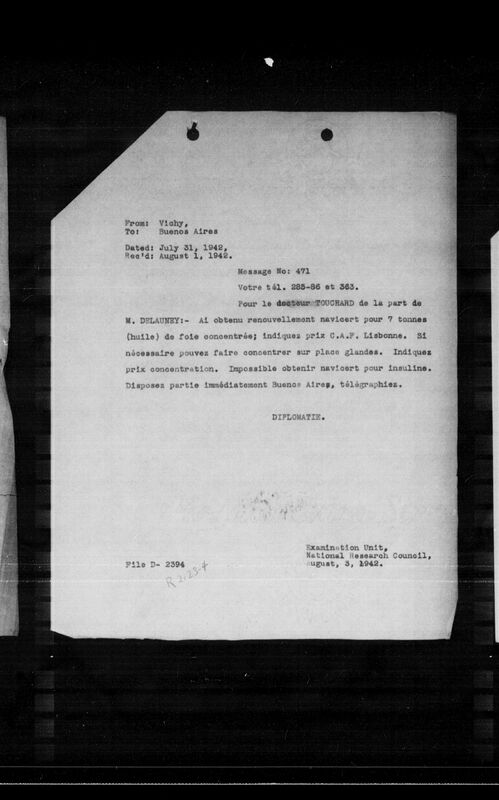 From: Vichy,
To: Buenos Aires
Dated: July 31, 1942,
Rec'd: August 1, 1942.
Message No: 471
Votre tél. 285-86 et 363.
Pour le docteur TOUCHARD de la part de
M. DELAUNEY:- Ai obtenu renouvellement navicert pour 7 tonnes
(huile) de foie concentrée; indiquez prix C.A.F. Lisbonne. Si
nécessaire pouvez faire concentrer sur place glandes. Indiquez
prix concentration. Impossible obtenir navicert pour insuline.
Disposez partie immédiatement Buenos Aires, télégraphiez.
DIPLOMATIE.
Examination Unit,
National Research Council,
August, 3, 1942.
File D- 2394